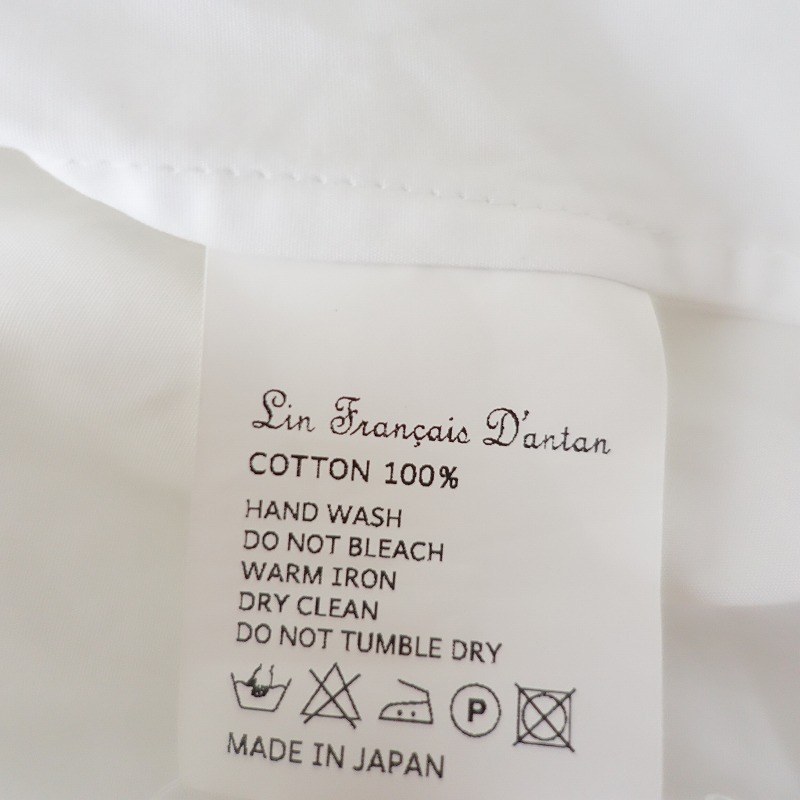 Lin Français D'antan
COTTON 100%
HAND WASH
DO NOT BLEACH
WARM IRON
DRY CLEAN
DO NOT TUMBLE DRY
P
MADE IN JAPAN